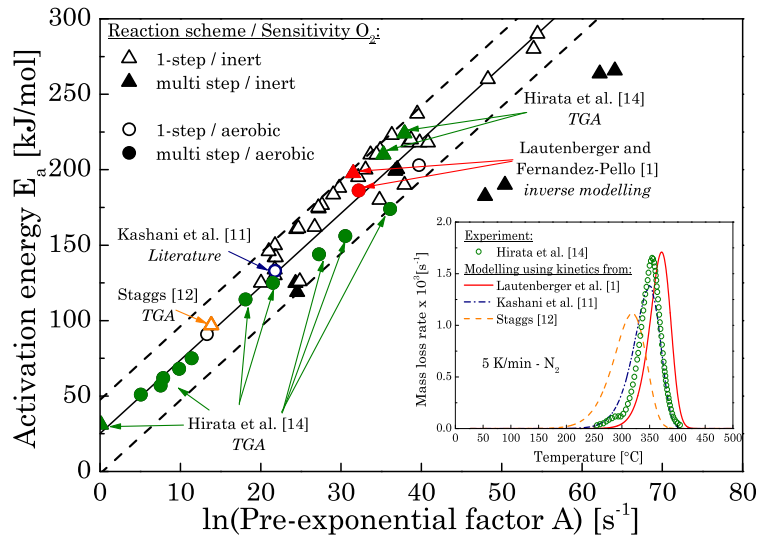 Reaction scheme / Sensitivity O₂:
1-step / inert
multi step / inert
1-step / aerobic
multi step / aerobic
Hirata et al. [14]
TGA
Lautenberger and
Fernandez-Pello [1]
inverse modelling
Kashani et al. [11]
Literature
Staggs [12]
TGA
Hirata et al. [14]
TGA
Activation energy Eₐ [kJ/mol]
300
250
200
150
100
50
0
0 10 20 30 40 50 60 70 80
ln(Pre-exponential factor A) [s⁻¹]
Experiment:
Hirata et al. [14]
Modelling using kinetics from:
Lautenberger et al. [1]
Kashani et al. [11]
Staggs [12]
5 K/min - N₂
Mass loss rate x 10³[s⁻¹]
2.0
1.5
1.0
0.5
0.0
0 50 100 150 200 250 300 350 400 450 500
Temperature [°C]